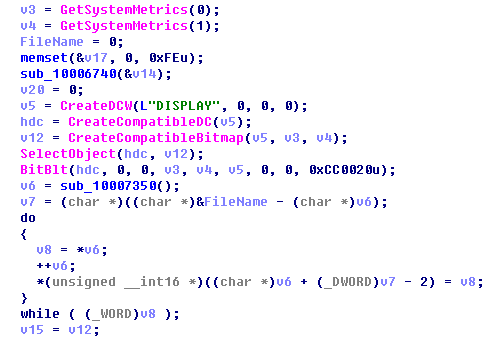 v3 = GetSystemMetrics(0);
v4 = GetSystemMetrics(1);
FileName = 0;
memset(&v17, 0, 0xFEu);
sub_10006740(&v14);
v20 = 0;
v5 = CreateDCW(L"DISPLAY", 0, 0, 0);
hdc = CreateCompatibleDC(v5);
v12 = CreateCompatibleBitmap(v5, v3, v4);
SelectObject(hdc, v12);
BitBlt(hdc, 0, 0, v3, v4, v5, 0, 0, 0xCC0020u);
v6 = sub_10007350();
v7 = (char *)((char *)&FileName - (char *)v6);
do
{
v8 = *v6;
++v6;
*(unsigned __int16 *)((char *)v6 + (_DWORD)v7 - 2) = v8;
}
while ( (_WORD)v8 );
v15 = v12;